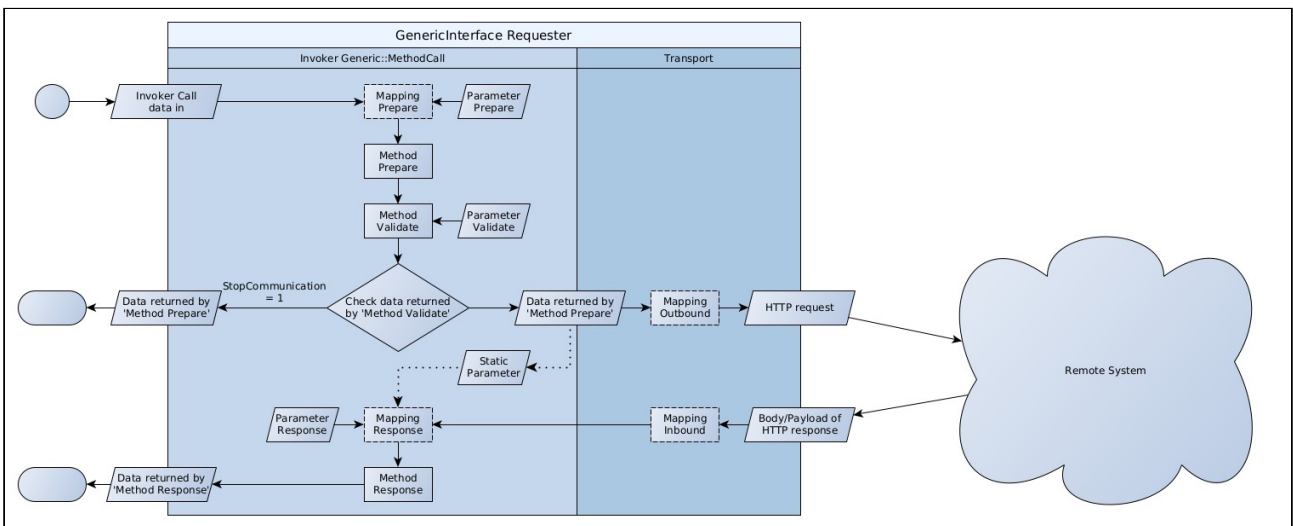 GenericInterface Requester
Invoker Generic::MethodCall
Transport
Invoker Call
data in
Mapping
Prepare
Parameter
Prepare
Method
Prepare
Method
Validate
Parameter
Validate
StopCommunication
= 1
Data returned by
'Method Prepare'
Check data returned
by 'Method Validate'
Data returned by
'Method Prepare'
Mapping
Outbound
HTTP request
Static
Parameter
Remote System
Parameter
Response
Mapping
Response
Mapping
Inbound
Body/Payload of
HTTP response
Data returned by
'Method Response'
Method
Response